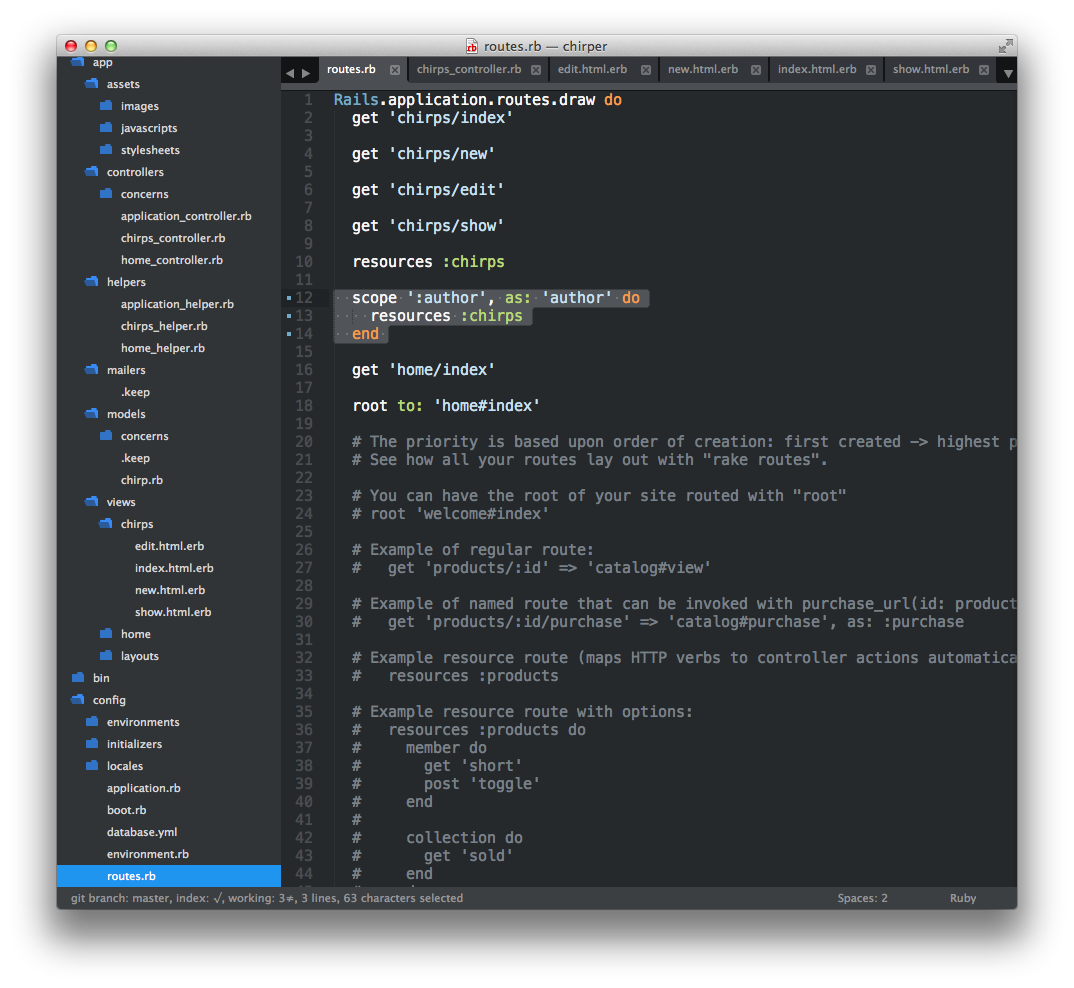 routes.rb — chirper
app
assets
images
javascripts
stylesheets
controllers
concerns
application_controller.rb
chirps_controller.rb
home_controller.rb
helpers
application_helper.rb
chirps_helper.rb
home_helper.rb
mailers
.keep
models
concerns
.keep
chirp.rb
views
chirps
edit.html.erb
index.html.erb
new.html.erb
show.html.erb
home
layouts
bin
config
environments
initializers
locales
application.rb
boot.rb
database.yml
environment.rb
routes.rb
routes.rb chirps_controller.rb edit.html.erb new.html.erb index.html.erb show.html.erb
1 Rails.application.routes.draw do
2 get 'chirps/index'
3
4 get 'chirps/new'
5
6 get 'chirps/edit'
7
8 get 'chirps/show'
9
10 resources :chirps
11
12 scope ':author', as: 'author' do
13 resources :chirps
14 end
15
16 get 'home/index'
17
18 root to: 'home#index'
19
20 # The priority is based upon order of creation: first created -> highest p
21 # See how all your routes lay out with "rake routes".
22
23 # You can have the root of your site routed with "root"
24 # root 'welcome#index'
25
26 # Example of regular route:
27 #   get 'products/:id' => 'catalog#view'
28
29 # Example of named route that can be invoked with purchase_url(id: product
30 #   get 'products/:id/purchase' => 'catalog#purchase', as: :purchase
31
32 # Example resource route (maps HTTP verbs to controller actions automatica
33 #   resources :products
34
35 # Example resource route with options:
36 #   resources :products do
37 #     member do
38 #       get 'short'
39 #       post 'toggle'
40 #     end
41 #
42 #     collection do
43 #       get 'sold'
44 #     end
git branch: master, index: √, working: 3≠, 3 lines, 63 characters selected
Spaces: 2 Ruby